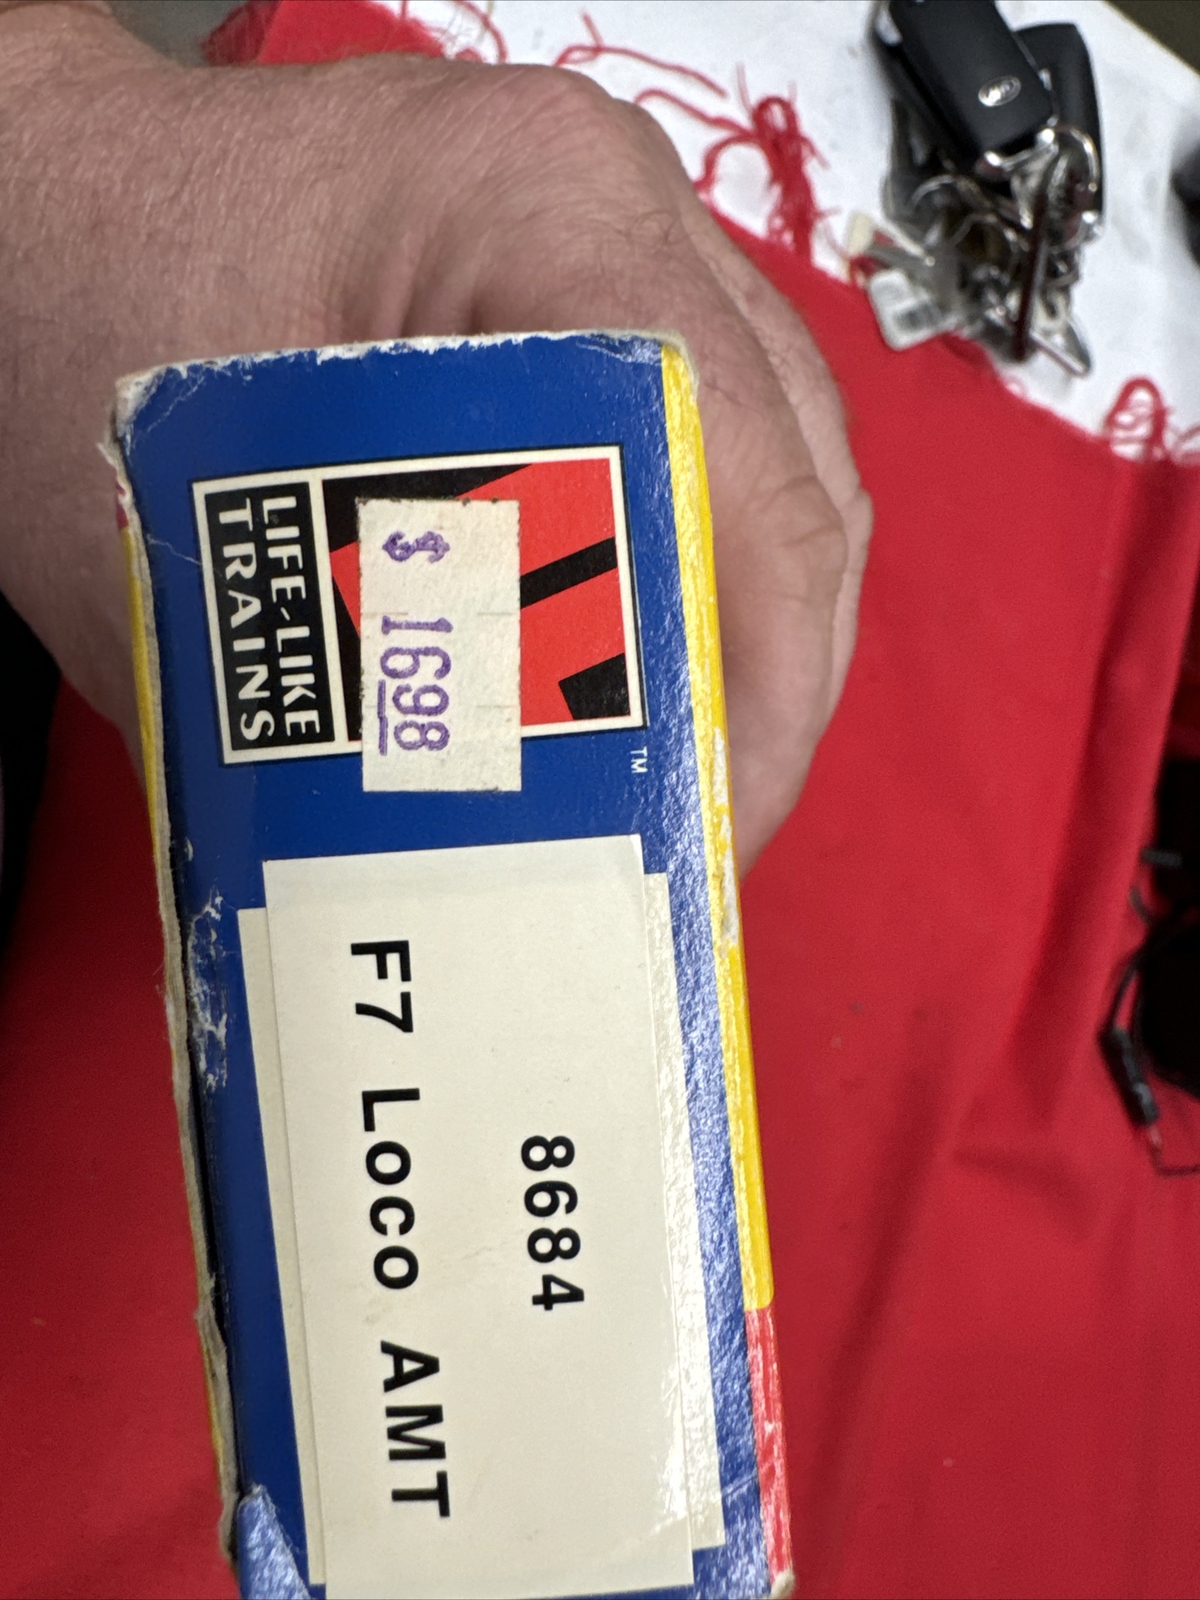 LIFE-LIKE
TRAINS
$ 1698
TM
8684
F7 Loco AMT